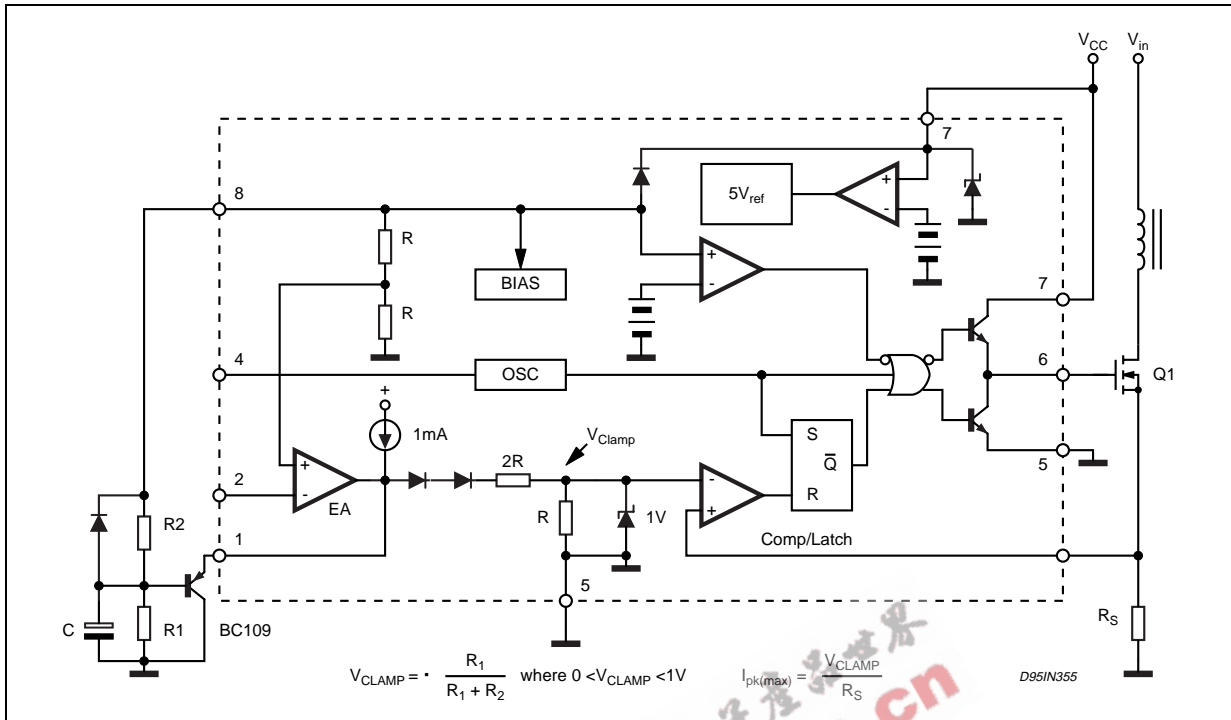 VCC
Vin
7
8
5Vref
+
-
R
BIAS
+
-
R
7
4
OSC
6
Q1
+
1mA
VClamp
S
2R
Q̅
5
+
-
EA
2
R
1V
-
+
R
Comp/Latch
R2
1
5
C
R1
BC109
RS
VCLAMP = · R1 / R1 + R2 where 0 <VCLAMP <1V
Ipk(max) = VCLAMP / RS
D95IN355
.cn